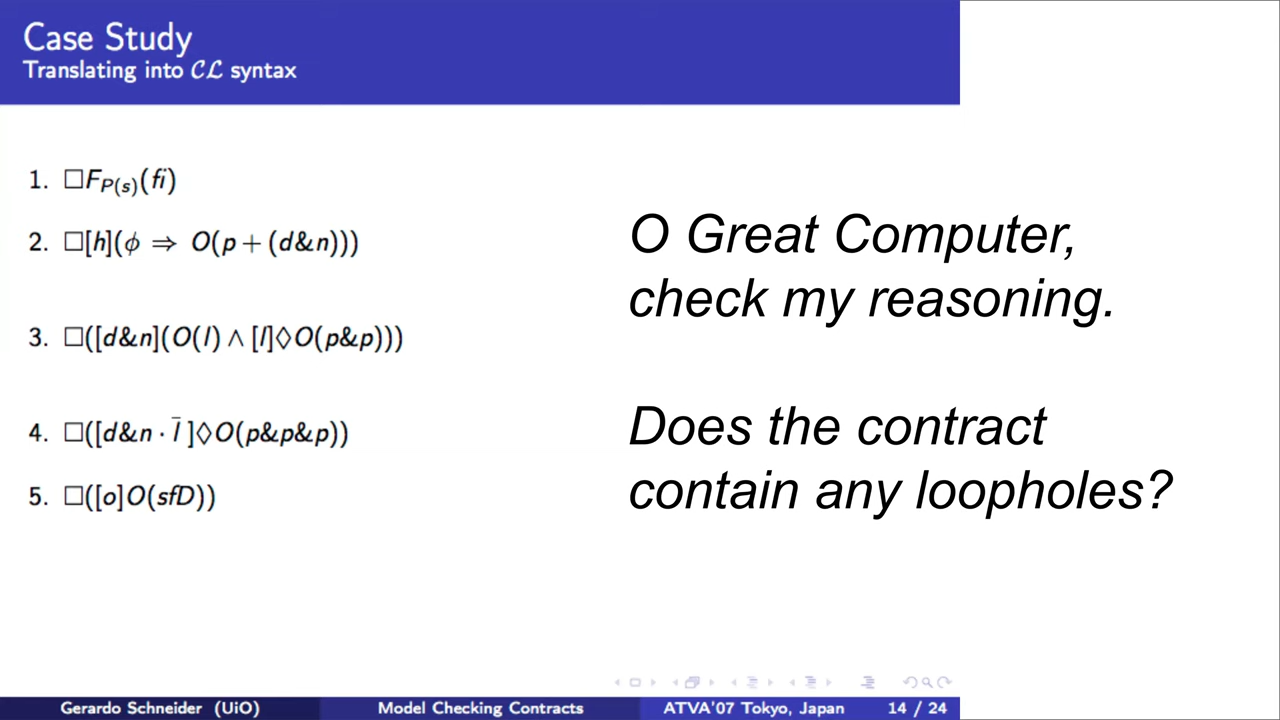 Case Study
Translating into CL syntax
1. □F_{P(s)}(fi)
2. □[h](ϕ ⇒ O(p + (d&n)))
3. □([d&n](O(l) ∧ [l]◊O(p&p)))
4. □([d&n · l̄ ]◊O(p&p&p))
5. □([o]O(sfD))
O Great Computer,
check my reasoning.
Does the contract
contain any loopholes?
Gerardo Schneider (UiO) Model Checking Contracts ATVA'07 Tokyo, Japan 14 / 24